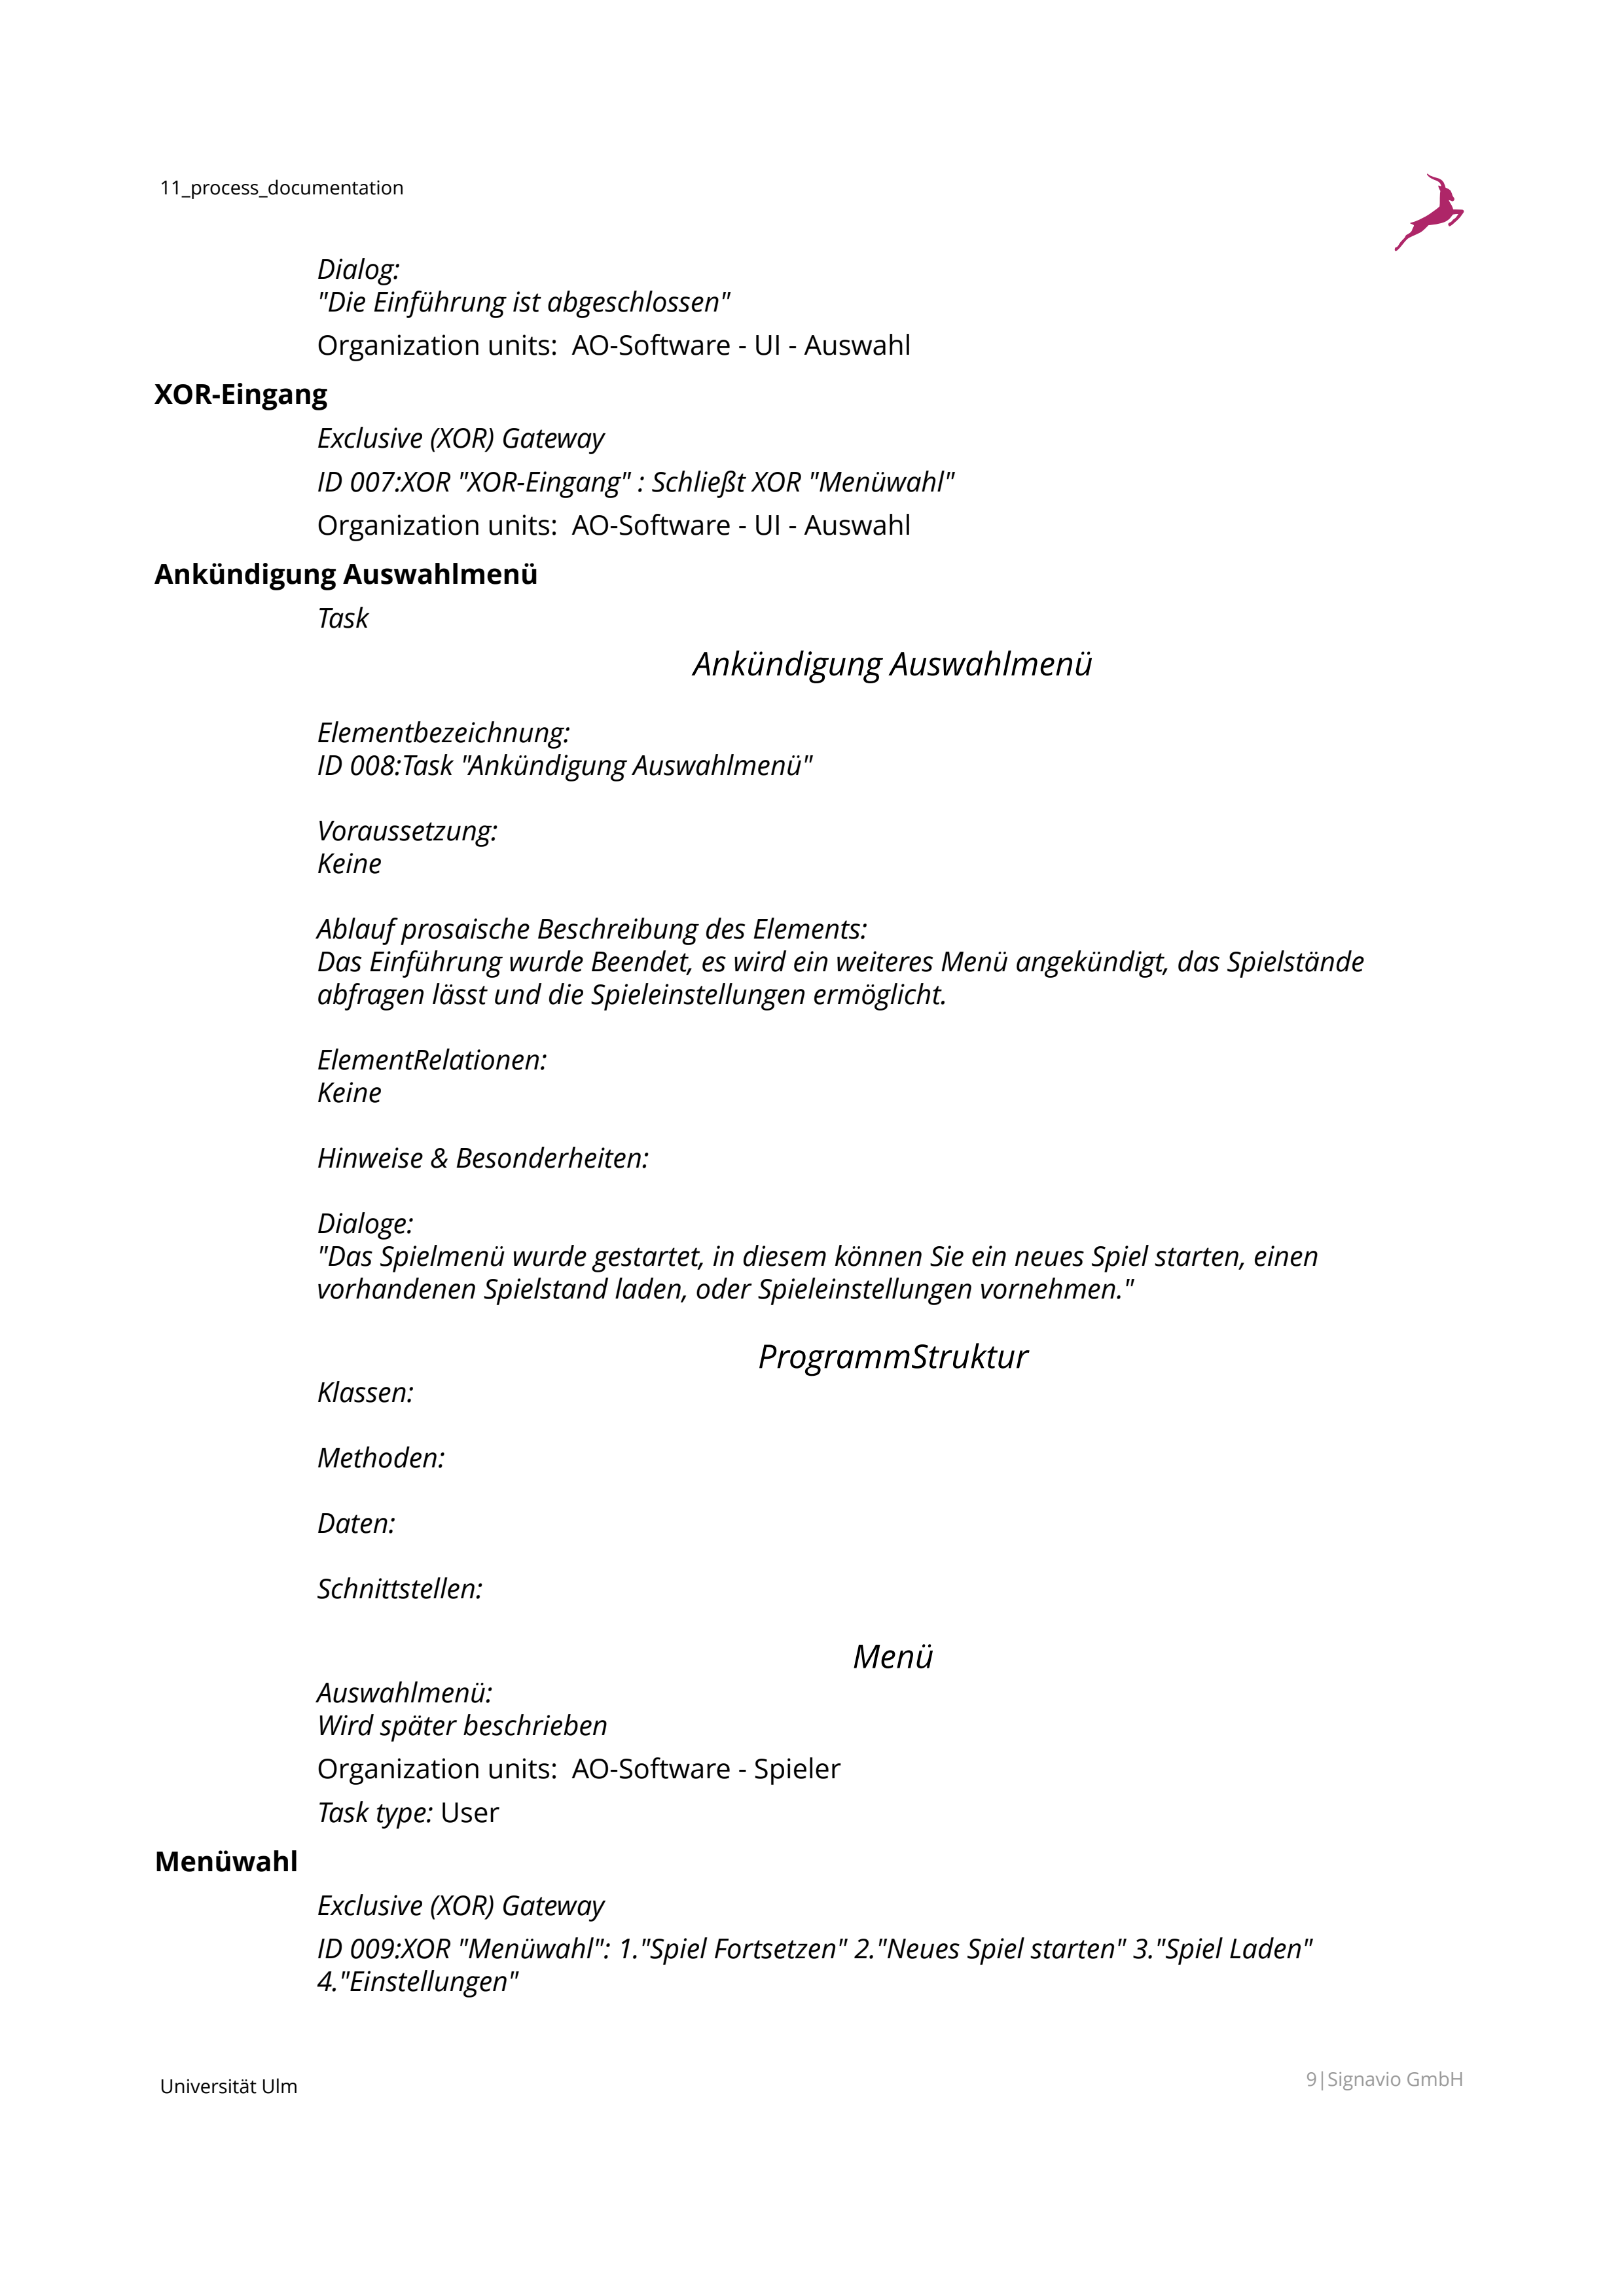 11_process_documentation
Dialog:
"Die Einführung ist abgeschlossen"
Organization units:  AO-Software - UI - Auswahl
XOR-Eingang
Exclusive (XOR) Gateway
ID 007:XOR "XOR-Eingang" : Schließt XOR "Menüwahl"
Organization units:  AO-Software - UI - Auswahl
Ankündigung Auswahlmenü
Task
Ankündigung Auswahlmenü
Elementbezeichnung:
ID 008:Task "Ankündigung Auswahlmenü"
Voraussetzung:
Keine
Ablauf prosaische Beschreibung des Elements:
Das Einführung wurde Beendet, es wird ein weiteres Menü angekündigt, das Spielstände
abfragen lässt und die Spieleinstellungen ermöglicht.
ElementRelationen:
Keine
Hinweise & Besonderheiten:
Dialoge:
"Das Spielmenü wurde gestartet, in diesem können Sie ein neues Spiel starten, einen
vorhandenen Spielstand laden, oder Spieleinstellungen vornehmen."
ProgrammStruktur
Klassen:
Methoden:
Daten:
Schnittstellen:
Menü
Auswahlmenü:
Wird später beschrieben
Organization units:  AO-Software - Spieler
Task type: User
Menüwahl
Exclusive (XOR) Gateway
ID 009:XOR "Menüwahl": 1."Spiel Fortsetzen" 2."Neues Spiel starten" 3."Spiel Laden"
4."Einstellungen"
Universität Ulm
9|Signavio GmbH